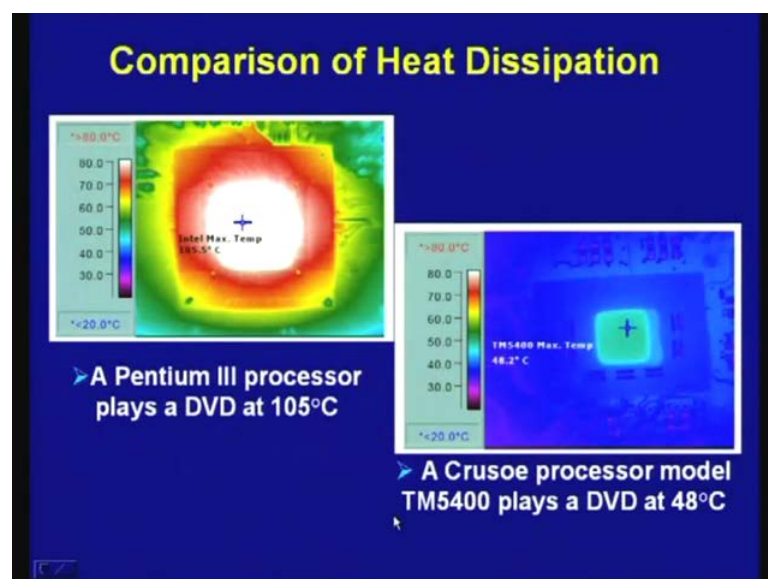 Comparison of Heat Dissipation
°>80.0°C
80.0
70.0
60.0
50.0
40.0
30.0
°<20.0°C
Intel Max. Temp
105.5° C
➢A Pentium III processor
plays a DVD at 105°C
°>80.0°C
80.0
70.0
60.0
50.0
40.0
30.0
°<20.0°C
TM5400 Max. Temp
48.2° C
➢ A Crusoe processor model
TM5400 plays a DVD at 48°C